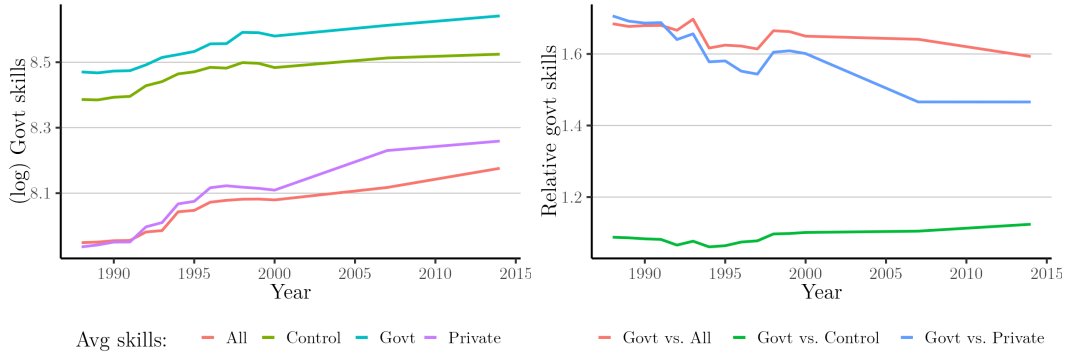 (log) Govt skills
8.5
8.3
8.1
1990 1995 2000 2005 2010 2015
Year
Avg skills: All Control Govt Private
Relative govt skills
1.6
1.4
1.2
1990 1995 2000 2005 2010 2015
Year
Govt vs. All Govt vs. Control Govt vs. Private